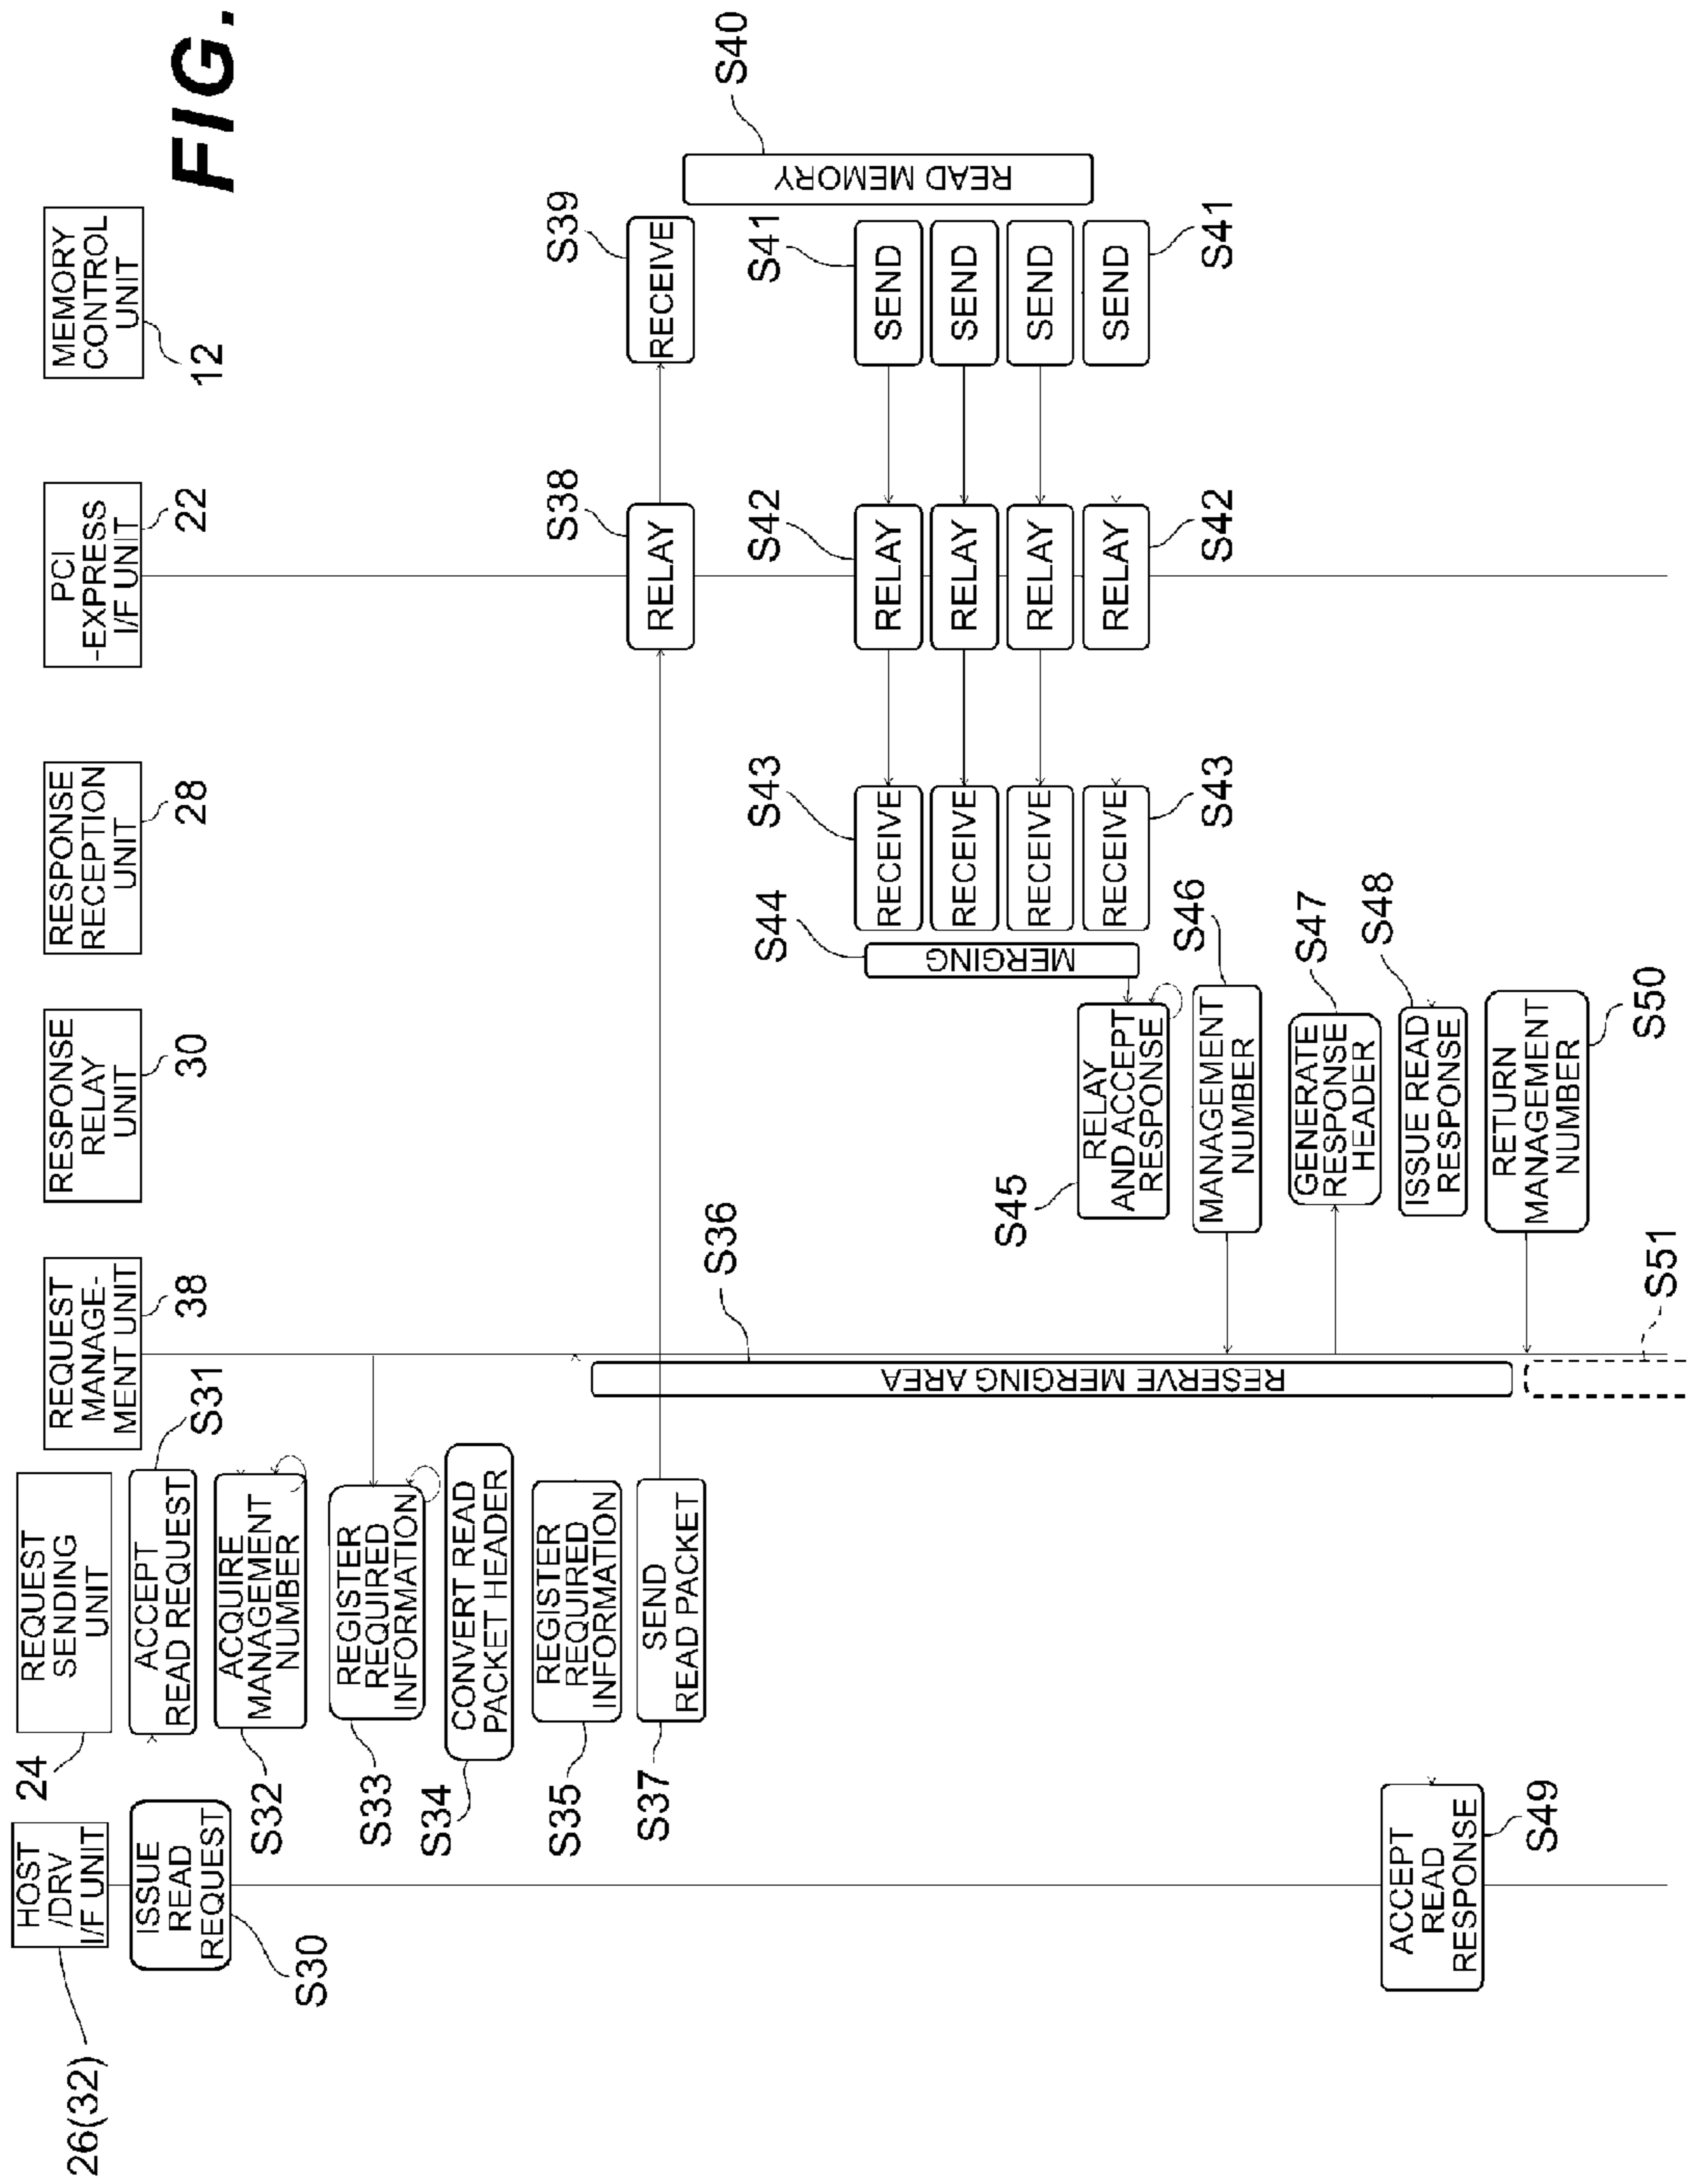 FIG.
26(32)
HOST
/DRV
I/F UNIT
24
REQUEST
SENDING
UNIT
REQUEST
MANAGE-
MENT UNIT
38
RESPONSE
RELAY
UNIT
30
RESPONSE
RECEPTION
UNIT
28
PCI
-EXPRESS
I/F UNIT
22
MEMORY
CONTROL
UNIT
12
ISSUE
READ
REQUEST
S30
ACCEPT
READ REQUEST
S31
ACQUIRE
MANAGEMENT
NUMBER
S32
REGISTER
REQUIRED
INFORMATION
S33
CONVERT READ
PACKET HEADER
S34
REGISTER
REQUIRED
INFORMATION
S35
RESERVE MERGING AREA
S36
SEND
READ PACKET
S37
RELAY
S38
RECEIVE
S39
READ MEMORY
S40
SEND
SEND
SEND
SEND
S41
S41
RELAY
RELAY
RELAY
RELAY
S42
S42
RECEIVE
RECEIVE
RECEIVE
RECEIVE
S43
S43
MERGING
S44
RELAY
AND ACCEPT
RESPONSE
S45
MANAGEMENT
NUMBER
S46
GENERATE
RESPONSE
HEADER
S47
ISSUE READ
RESPONSE
S48
ACCEPT
READ
RESPONSE
S49
RETURN
MANAGEMENT
NUMBER
S50
S51